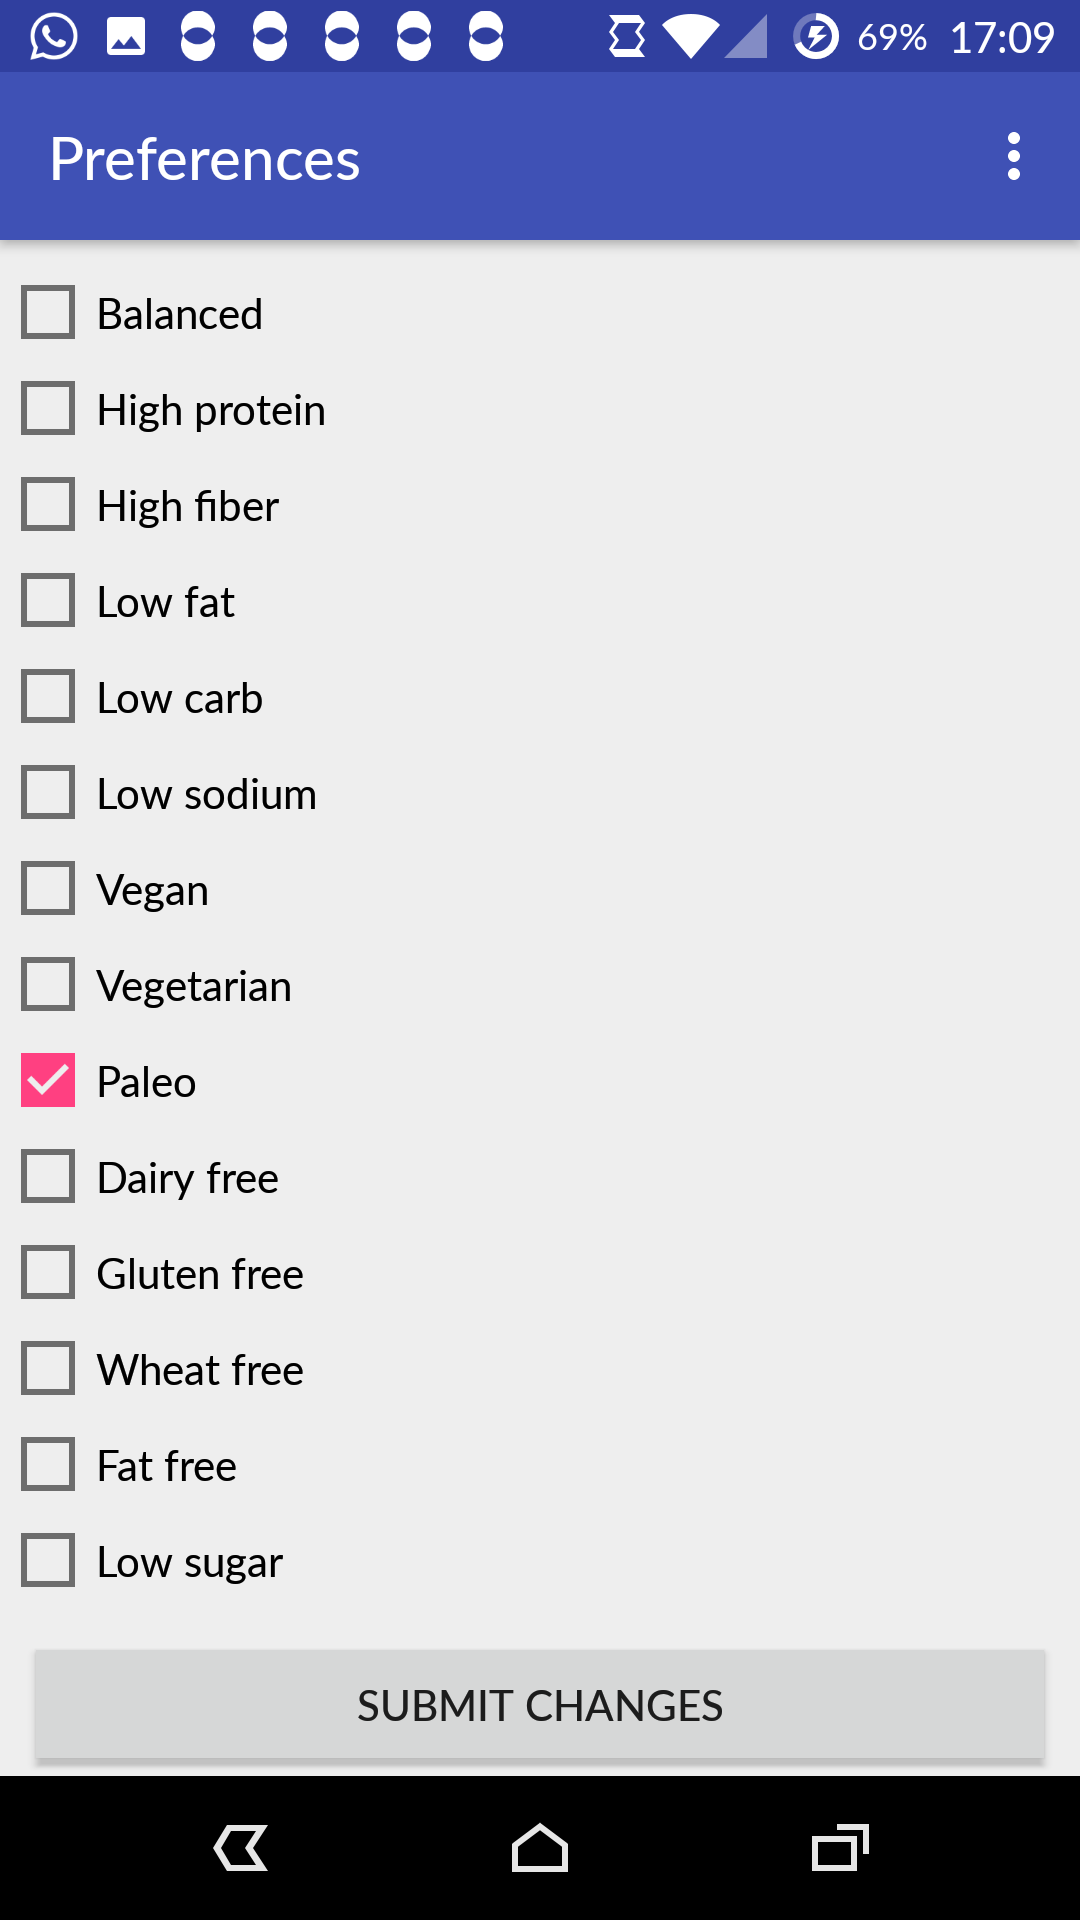 69% 17:09
Preferences
Balanced
High protein
High fiber
Low fat
Low carb
Low sodium
Vegan
Vegetarian
Paleo
Dairy free
Gluten free
Wheat free
Fat free
Low sugar
SUBMIT CHANGES